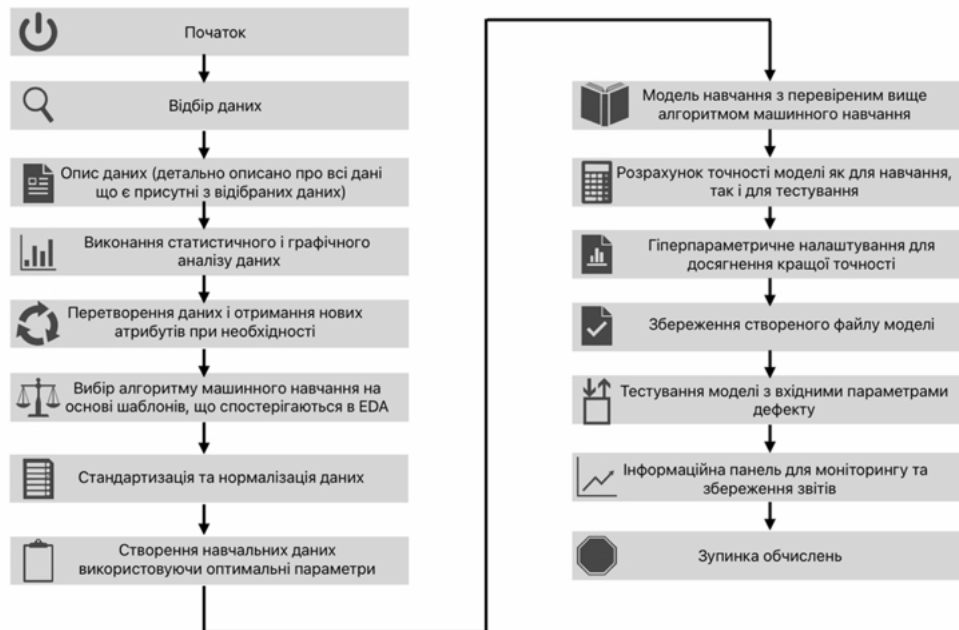 Початок
Відбір даних
Опис даних (детально описано про всі дані
що є присутні з відібраних даних)
Виконання статистичного і графічного
аналізу даних
Перетворення даних і отримання нових
атрибутів при необхідності
Вибір алгоритму машинного навчання на
основі шаблонів, що спостерігаються в EDA
Стандартизація та нормалізація даних
Створення навчальних даних
використовуючи оптимальні параметри
Модель навчання з перевіреним вище
алгоритмом машинного навчання
Розрахунок точності моделі як для навчання,
так і для тестування
Гіперпараметричне налаштування для
досягнення кращої точності
Збереження створеного файлу моделі
Тестування моделі з вхідними параметрами
дефекту
Інформаційна панель для моніторингу та
збереження звітів
Зупинка обчислень